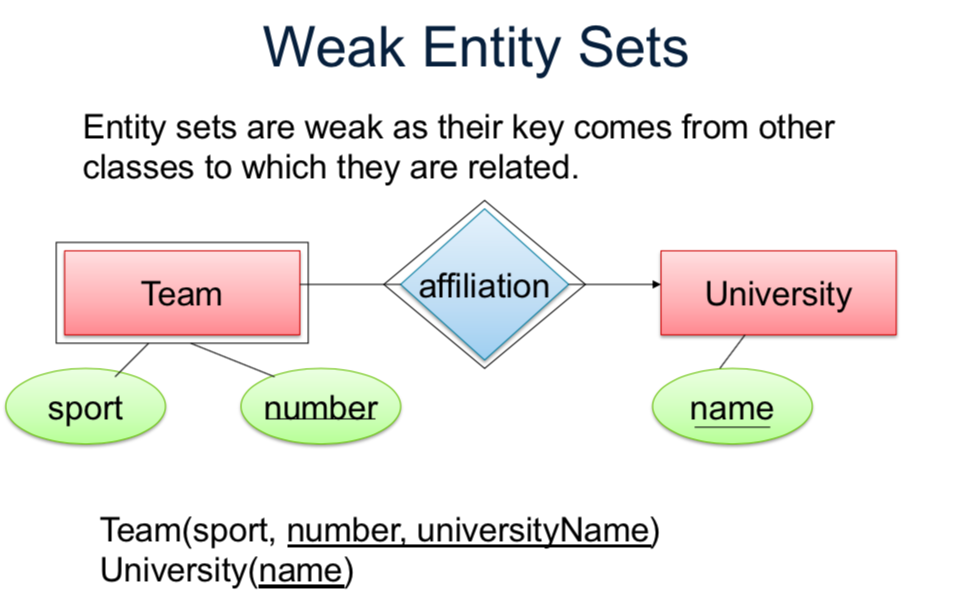 Weak Entity Sets
Entity sets are weak as their key comes from other
classes to which they are related.
Team
affiliation
University
sport
number
name
Team(sport, number, universityName)
University(name)